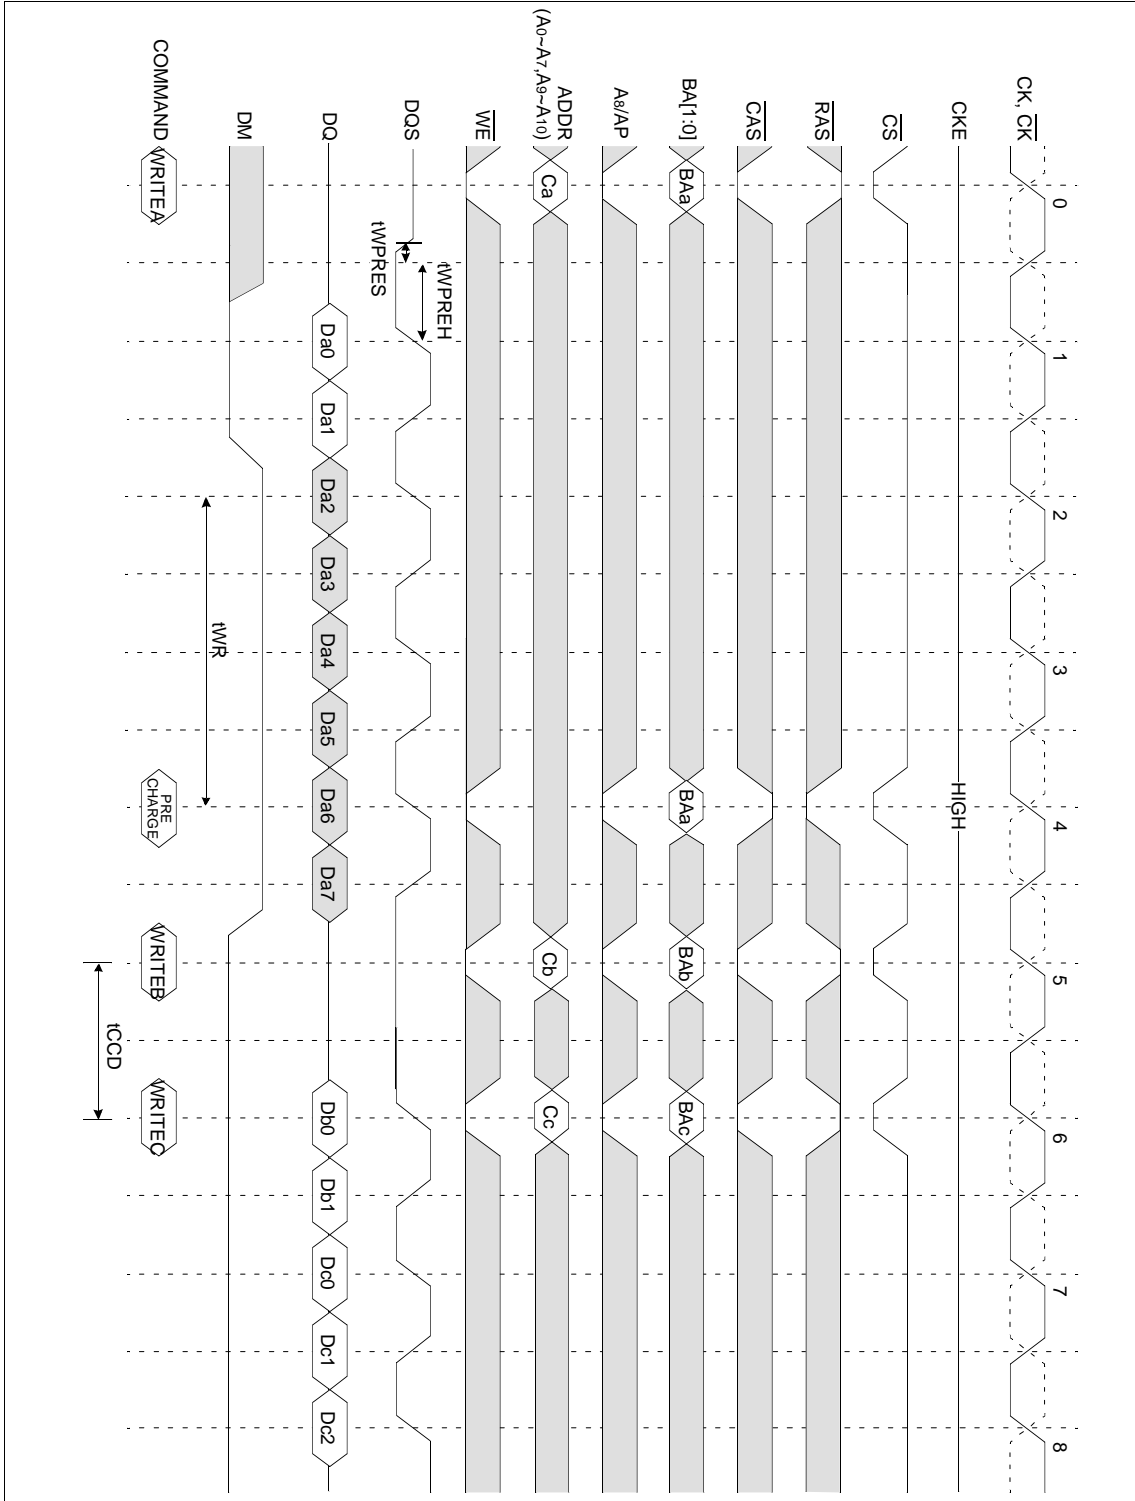 0 1 2 3 4 5 6 7 8
CK, CK
CKE HIGH
CS
RAS
CAS
BA[1:0] BAa BAa BAb BAc
A8/AP
ADDR
(A0~A7,A9~A10) Ca Cb Cc
WE
DQS tWPREH
tWPRES
DQ Da0 Da1 Da2 Da3 Da4 Da5 Da6 Da7 Db0 Db1 Dc0 Dc1 Dc2
DM
tWR
COMMAND WRITEA PRE CHARGE WRITEB WRITEC
tCCD